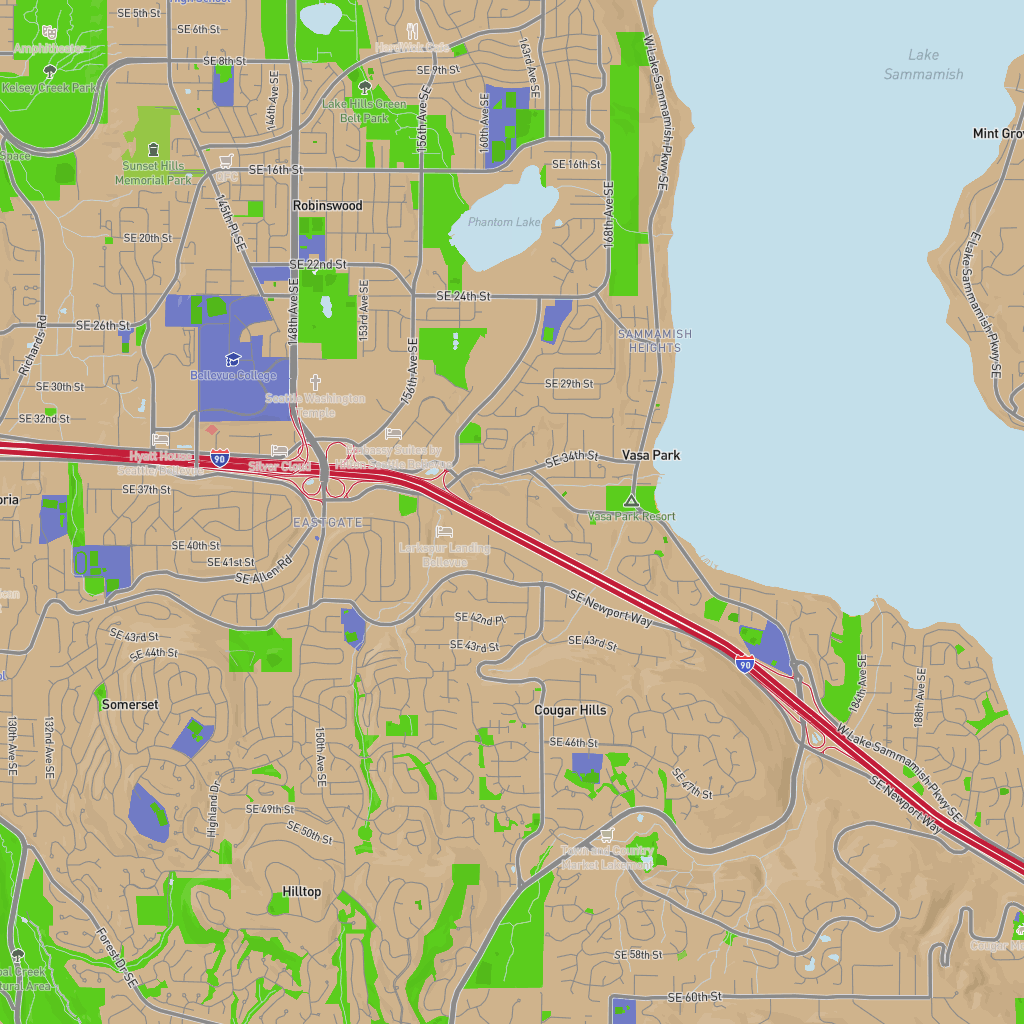 High School
SE 5th St
SE 6th St
Amphitheater
SE 8th St
Kelsey Creek Park
146th Ave SE
SE 9th St
163rd Ave SE
W Lake Sammamish Pkwy SE
Lake
Sammamish
Lake Hills Green
Belt Park
156th Ave SE
160th Ave SE
Mint Gro
Space
Sunset Hills
Memorial Park
QFC
SE 16th St
SE 16th St
Robinswood
Phantom Lake
168th Ave SE
145th Pl SE
SE 20th St
SE 22nd St
E Lake Sammamish Pkwy SE
148th Ave SE
153rd Ave SE
SE 24th St
SE 26th St
Richards Rd
156th Ave SE
SAMMAMISH
HEIGHTS
Bellevue College
SE 30th St
SE 29th St
SE 32nd St
Seattle Washington
Temple
Hyatt House
90
Silver Cloud
Embassy Suites by
SE 34th St
Vasa Park
SE 37th St
oria
EASTGATE
Vasa Park Resort
SE 40th St
SE 41st St
SE Allen Rd
Larkspur Landing
Bellevue
SE Newport Way
SE 42nd Pl
SE 43rd St
SE 44th St
SE 43rd St
SE 43rd St
90
184th Ave SE
188th Ave SE
Somerset
130th Ave SE
132nd Ave SE
150th Ave SE
Cougar Hills
SE 46th St
W Lake Sammamish Pkwy SE
SE 47th St
SE Newport Way
Highland Dr
SE 49th St
SE 50th St
Town and Country
Market Lakemont
Hilltop
Forest Dr SE
Cougar Mo
SE 58th St
oal Creek
tural Area
SE 60th St